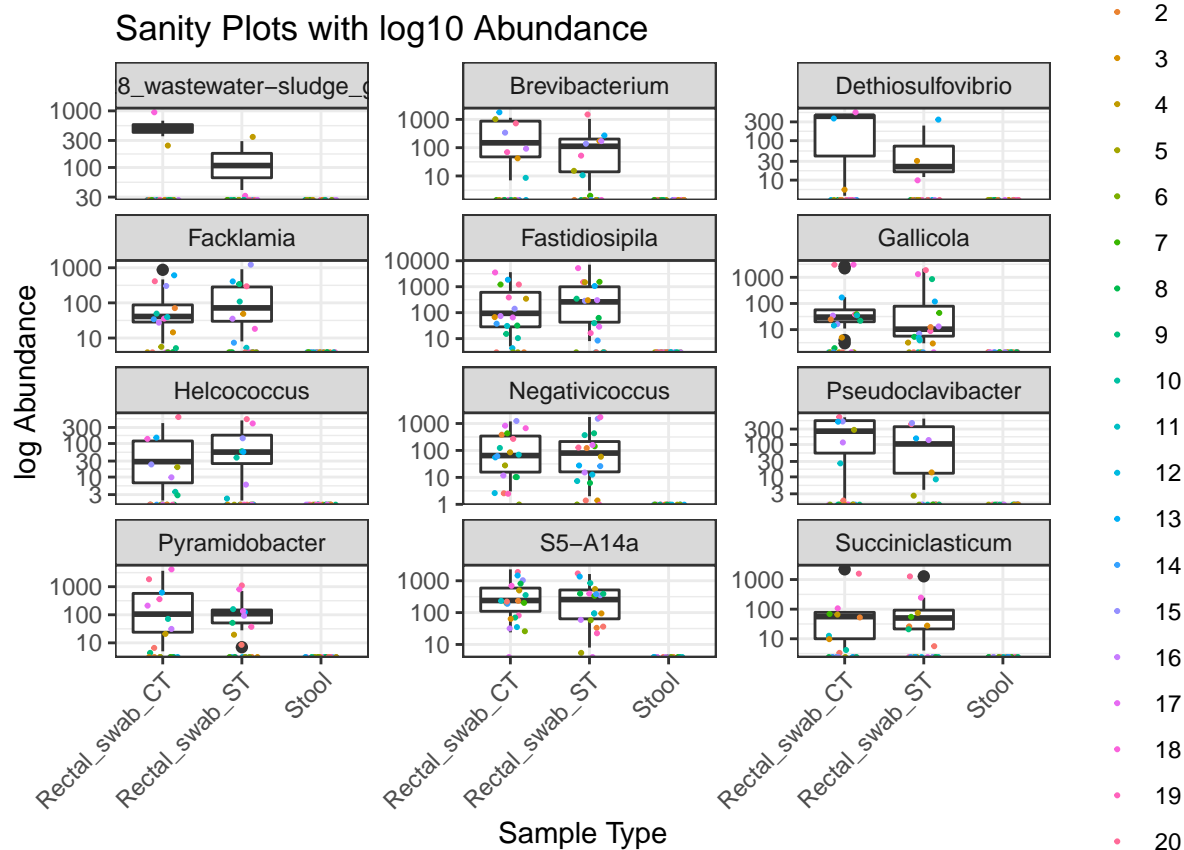 Sanity Plots with log10 Abundance
8_wastewater−sludge_g
Brevibacterium
Dethiosulfovibrio
1000
300
100
30
1000
100
10
300
100
30
10
Facklamia
Fastidiosipila
Gallicola
1000
100
10
10000
1000
100
10
1000
100
10
Helcococcus
Negativicoccus
Pseudoclavibacter
300
100
30
10
3
1000
100
10
1
300
100
30
10
3
Pyramidobacter
S5−A14a
Succiniclasticum
1000
100
10
1000
100
10
1000
100
10
Rectal_swab_CT
Rectal_swab_ST
Stool
Rectal_swab_CT
Rectal_swab_ST
Stool
Rectal_swab_CT
Rectal_swab_ST
Stool
Sample Type
log Abundance
2
3
4
5
6
7
8
9
10
11
12
13
14
15
16
17
18
19
20